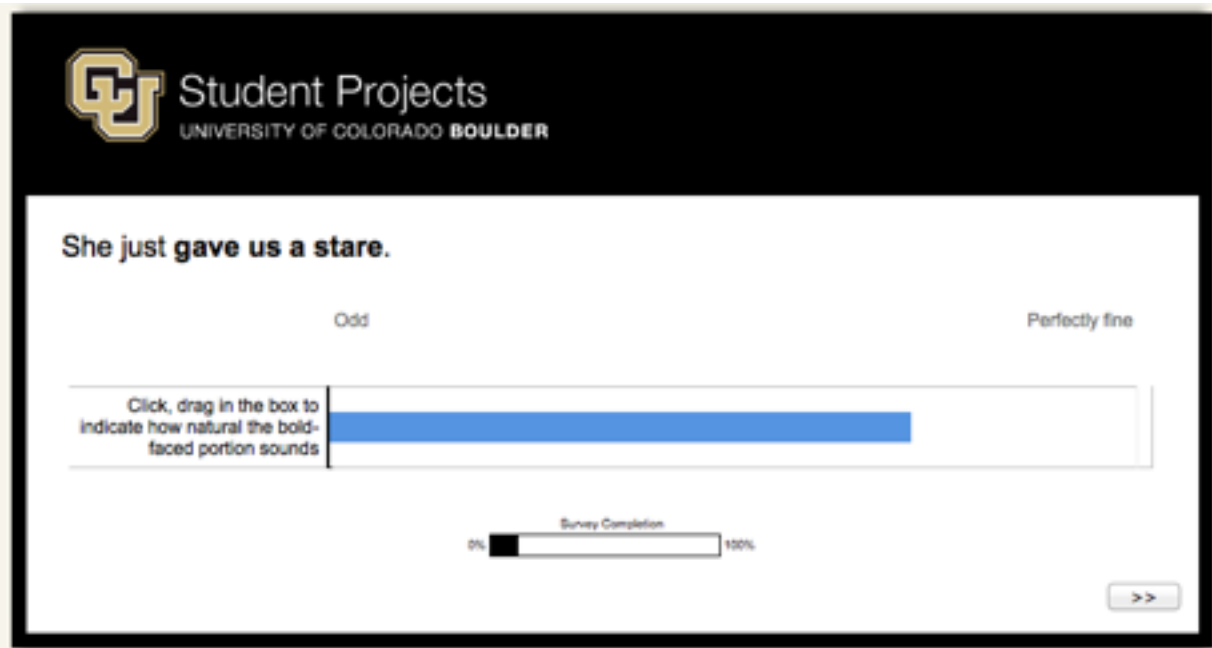 CU
Student Projects
UNIVERSITY OF COLORADO BOULDER
She just gave us a stare.
Odd Perfectly fine
Click, drag in the box to
indicate how natural the bold-
faced portion sounds
Survey Completion
0% 100%
>>